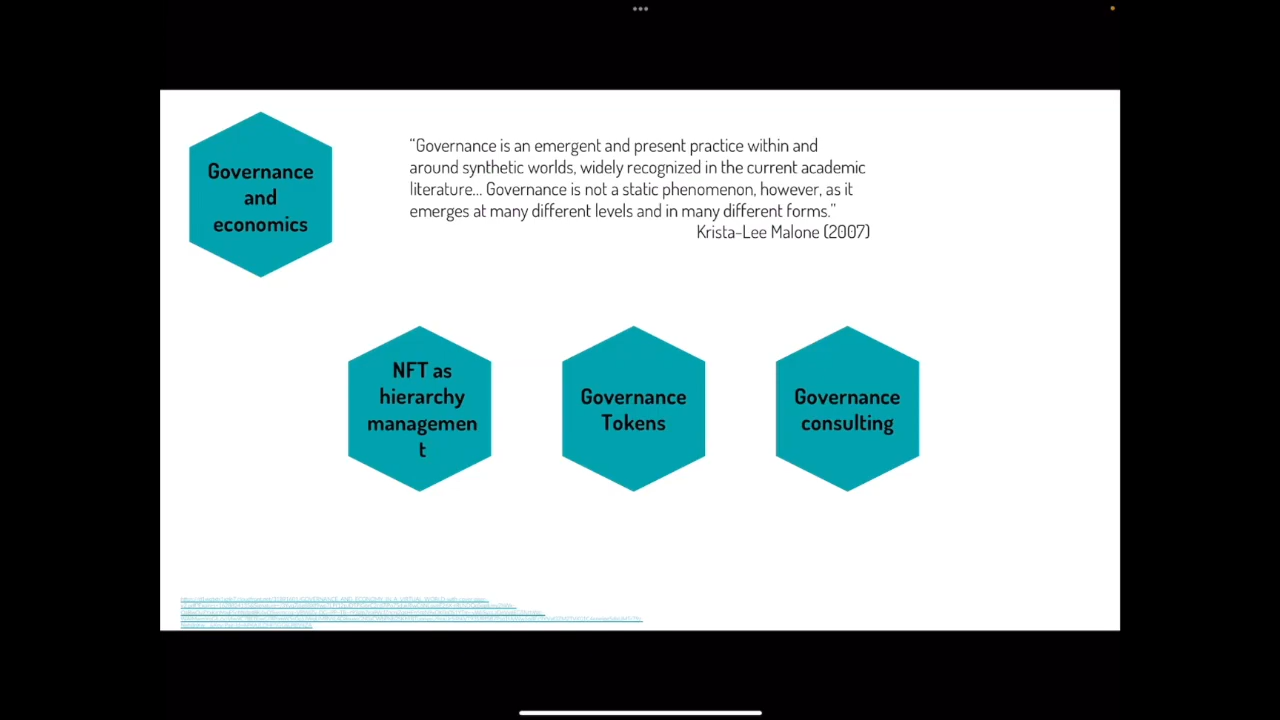 Governance
and
economics
“Governance is an emergent and present practice within and
around synthetic worlds, widely recognized in the current academic
literature... Governance is not a static phenomenon, however, as it
emerges at many different levels and in many different forms.”
Krista-Lee Malone (2007)
NFT as
hierarchy
managemen
t
Governance
Tokens
Governance
consulting